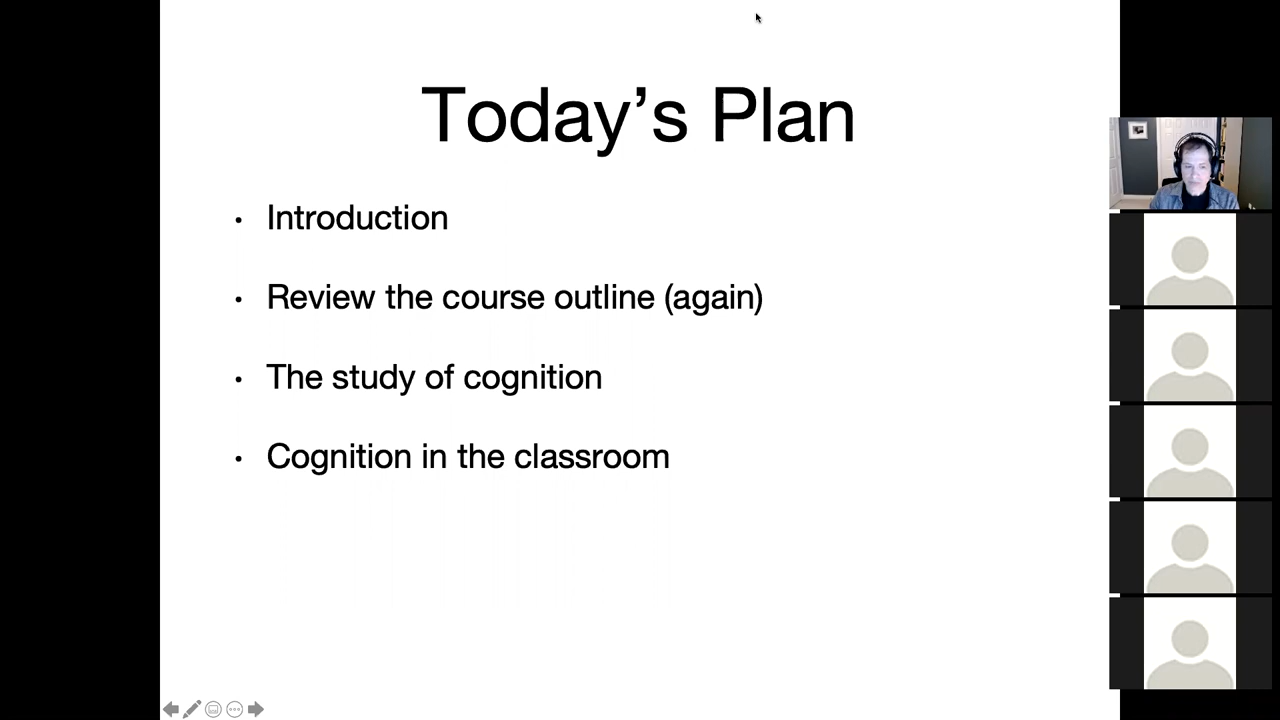 Today’s Plan
• Introduction
• Review the course outline (again)
• The study of cognition
• Cognition in the classroom